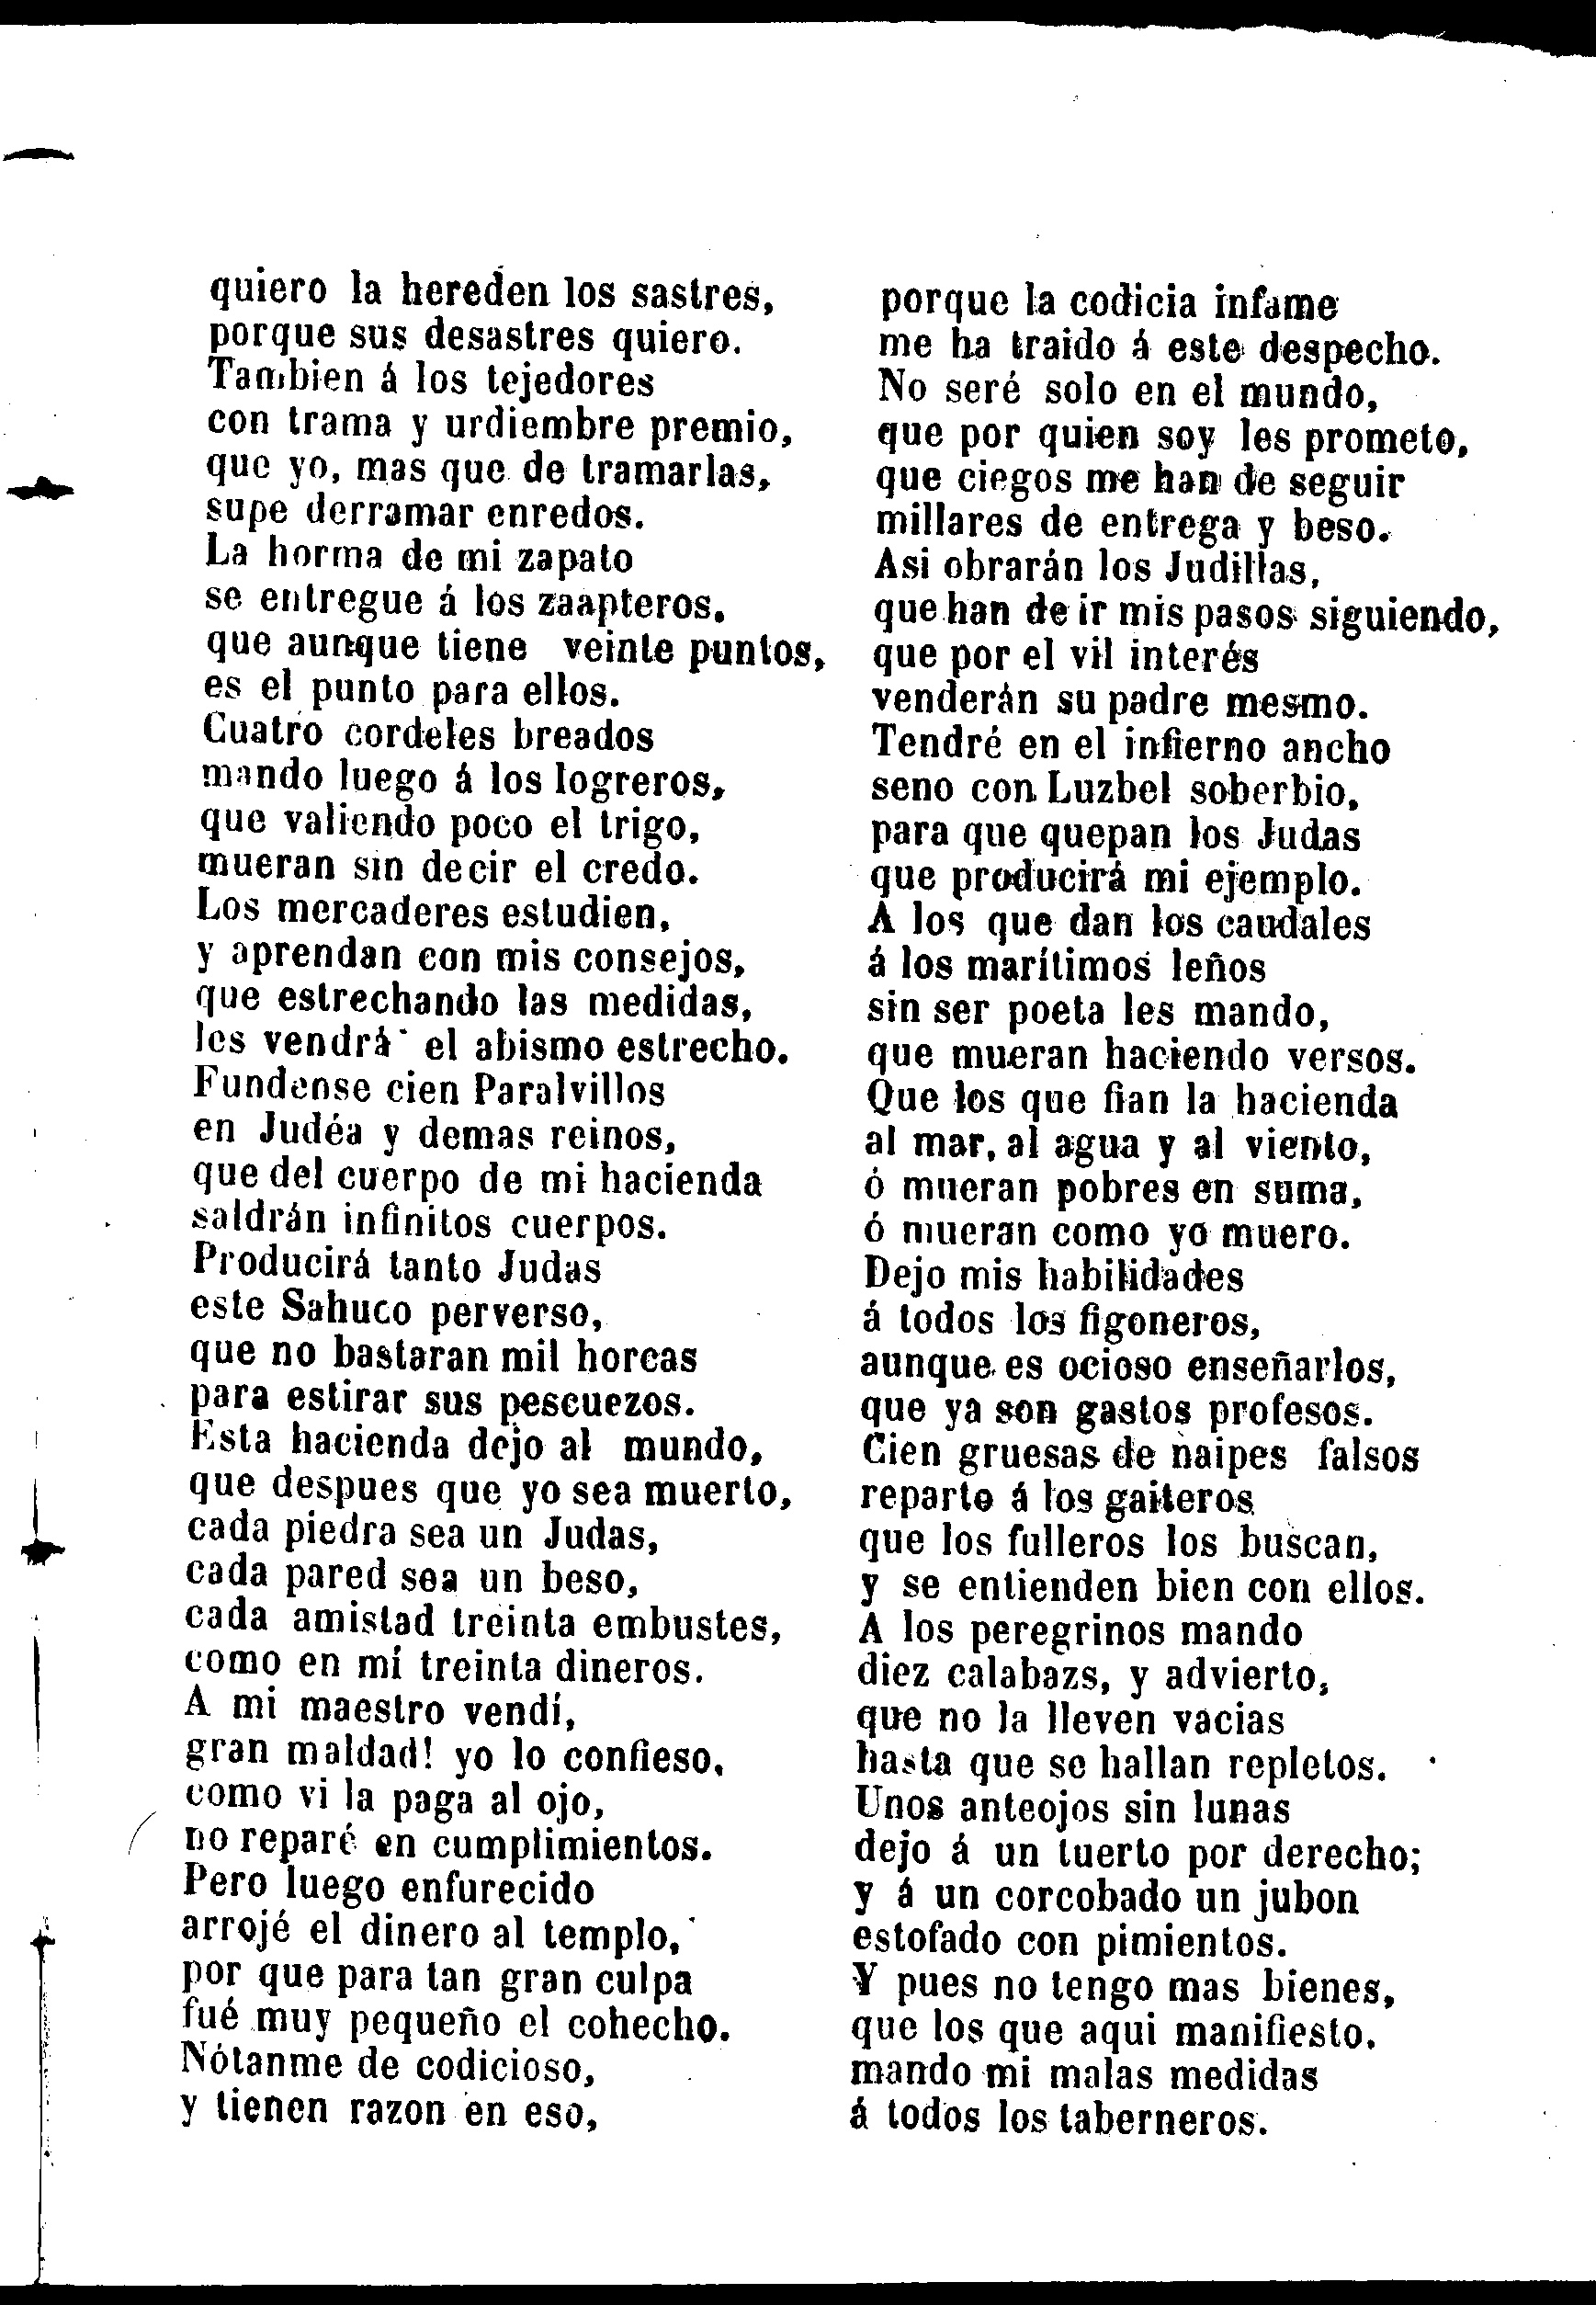 quiero la hereden los sastres,
porque sus desastres quiero.
Tambien á los tejedores
con trama y urdiembre premio,
que yo, mas que de tramarlas,
supe derramar enredos.
La horma de mi zapato
se entregue á los zaapteros.
que aunque tiene veinte puntos,
es el punto para ellos.
Cuatro cordeles breados
mando luego á los logreros,
que valiendo poco el trigo,
mueran sin decir el credo.
Los mercaderes estudien,
y aprendan con mis consejos,
que estrechando las medidas,
les vendrá el abismo estrecho.
Fundense cien Paralvillos
en Judéa y demas reinos,
que del cuerpo de mi hacienda
saldrán infinitos cuerpos.
Producirá tanto Judas
este Sahuco perverso,
que no bastaran mil horcas
para estirar sus pescuezos.
Esta hacienda dejo al mundo,
que despues que yo sea muerto,
cada piedra sea un Judas,
cada pared sea un beso,
cada amistad treinta embustes,
como en mí treinta dineros.
A mi maestro vendí,
gran maldad! yo lo confieso,
como vi la paga al ojo,
no reparé en cumplimientos.
Pero luego enfurecido
arrojé el dinero al templo,
por que para tan gran culpa
fué muy pequeño el cohecho.
Nótanme de codicioso,
y tienen razon en eso,
porque la codicia infame
me ha traido á este despecho.
No seré solo en el mundo,
que por quien soy les prometo,
que ciegos me han de seguir
millares de entrega y beso.
Asi obrarán los Judillas,
que han de ir mis pasos siguiendo,
que por el vil interés
venderán su padre mesmo.
Tendré en el infierno ancho
seno con Luzbel soberbio,
para que quepan los Judas
que producirá mi ejemplo.
A los que dan los caudales
á los marítimos leños
sin ser poeta les mando,
que mueran haciendo versos.
Que los que fian la hacienda
al mar, al agua y al viento,
ó mueran pobres en suma,
ó mueran como yo muero.
Dejo mis habilidades
á todos los figoneros,
aunque es ocioso enseñarlos,
que ya son gastos profesos.
Cien gruesas de naipes falsos
reparto á los gaiteros
que los fulleros los buscan,
y se entienden bien con ellos.
A los peregrinos mando
diez calabazs, y advierto,
que no la lleven vacias
hasta que se hallan repletos.
Unos anteojos sin lunas
dejo á un tuerto por derecho;
y á un corcobado un jubon
estofado con pimientos.
Y pues no tengo mas bienes,
que los que aqui manifiesto,
mando mi malas medidas
á todos los taberneros.